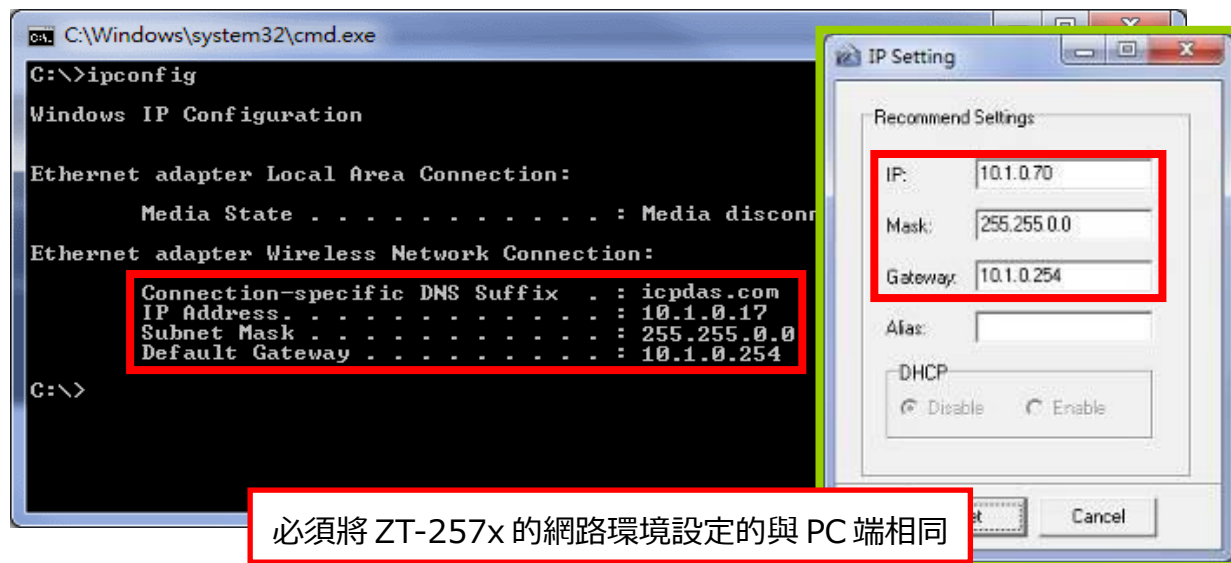 C:\Windows\system32\cmd.exe
C:\>ipconfig
Windows IP Configuration
Ethernet adapter Local Area Connection:
Media State . . . . . . . . . . . : Media disconn
Ethernet adapter Wireless Network Connection:
Connection-specific DNS Suffix . : icpdas.com
IP Address. . . . . . . . . . . . : 10.1.0.17
Subnet Mask . . . . . . . . . . . : 255.255.0.0
Default Gateway . . . . . . . . . : 10.1.0.254
C:\>
IP Setting
Recommend Settings
IP: 10.1.0.70
Mask: 255.255.0.0
Gateway: 10.1.0.254
Alias:
DHCP
Disable Enable
Cancel
必須將 ZT-257x 的網路環境設定的與 PC 端相同